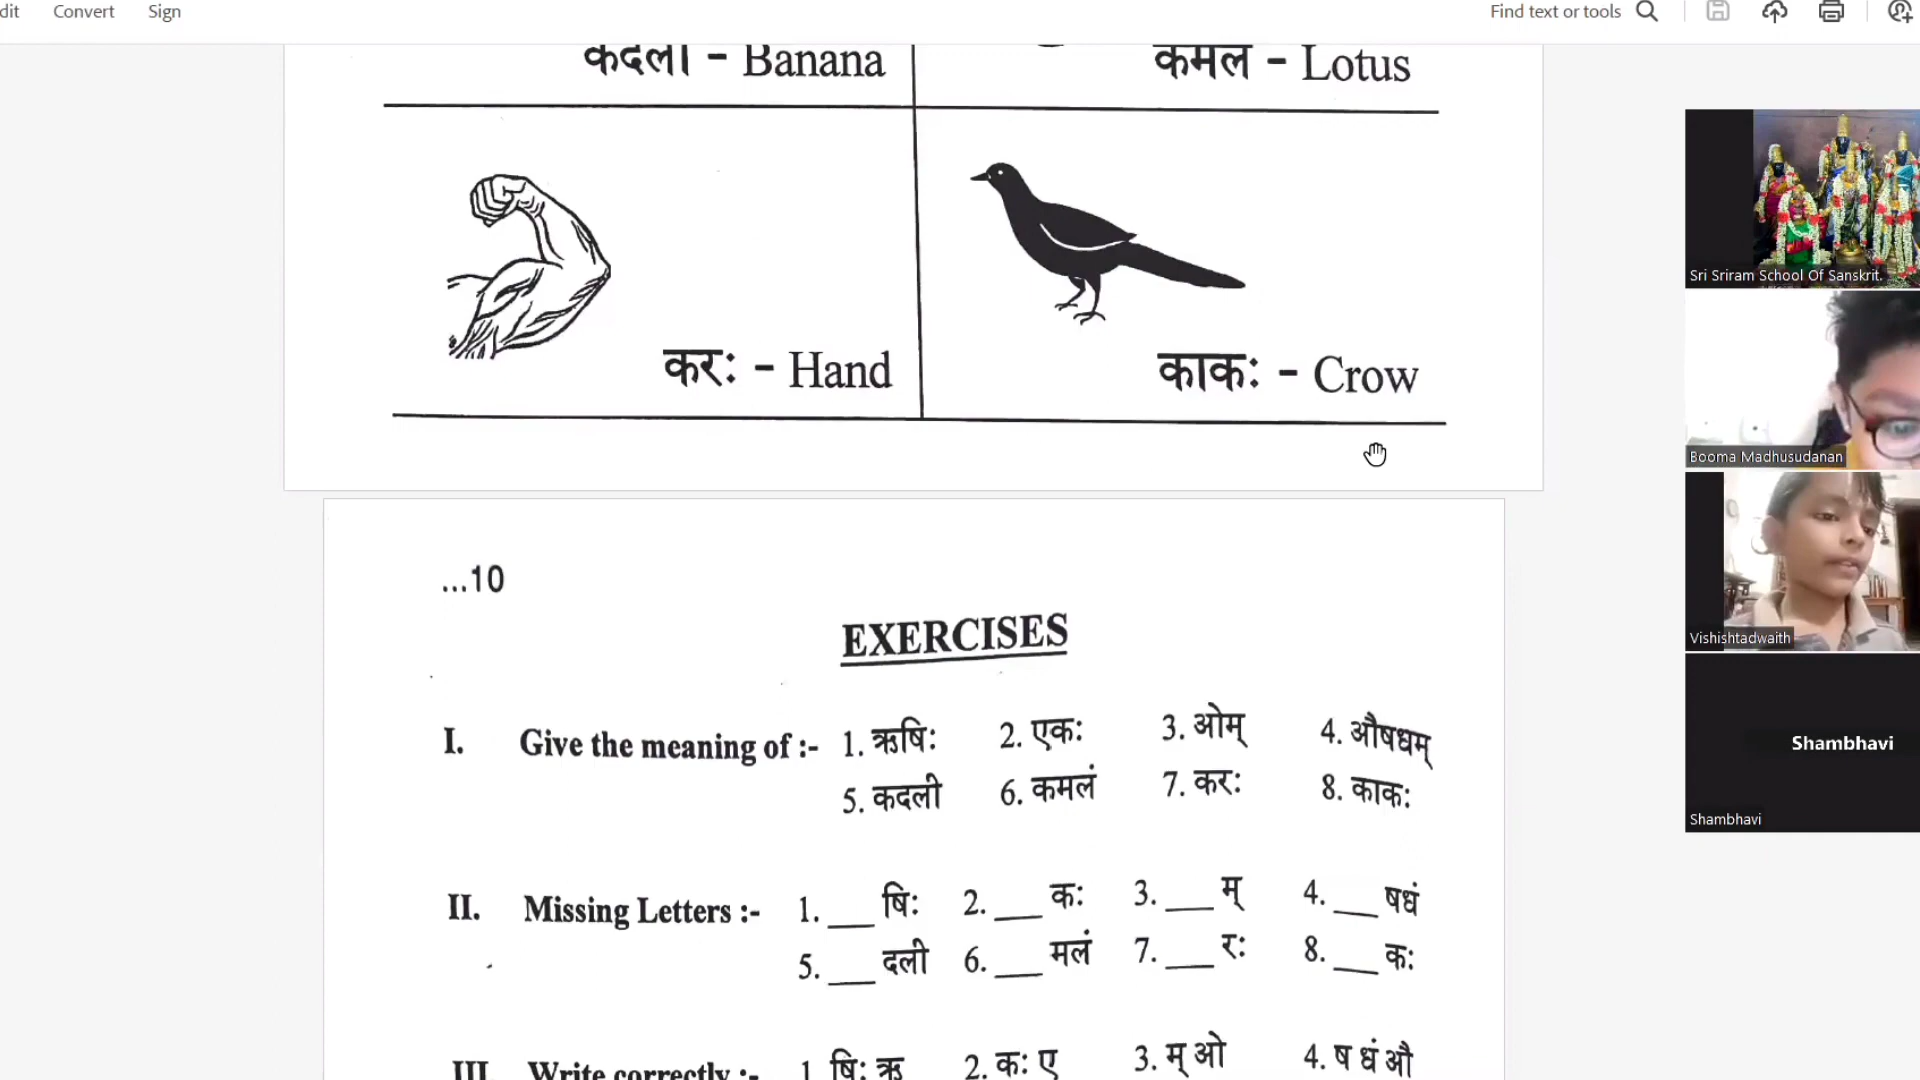 Convert Sign Find text or tools
कदली - Banana कमलं - Lotus
करः - Hand काकः - Crow
...10
EXERCISES
I. Give the meaning of :- 1. ऋषिः 2. एकः 3. ओम् 4. औषधम्
5. कदली 6. कमलं 7. करः 8. काकः
II. Missing Letters :- 1. ___ षिः 2. ___ कः 3. ___ म् 4. ___ षधं
5. ___ दली 6. ___ मलं 7. ___ रः 8. ___ कः
III. Write correctly :- 1. षिः ऋ 2. कः ए 3. म् ओ 4. ष धं औ
Sri Sriram School Of Sanskrit.
Booma Madhusudanan
Vishishtadwaith
Shambhavi
Shambhavi